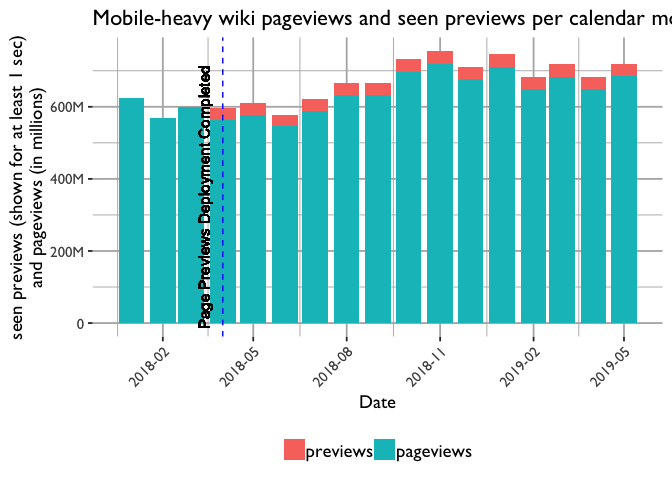 Mobile-heavy wiki pageviews and seen previews per calendar mo
seen previews (shown for at least 1 sec)
and pageviews (in millions)
600M
400M
200M
0
Page Previews Deployment Completed
2018-02
2018-05
2018-08
2018-11
2019-02
2019-05
Date
previews
pageviews